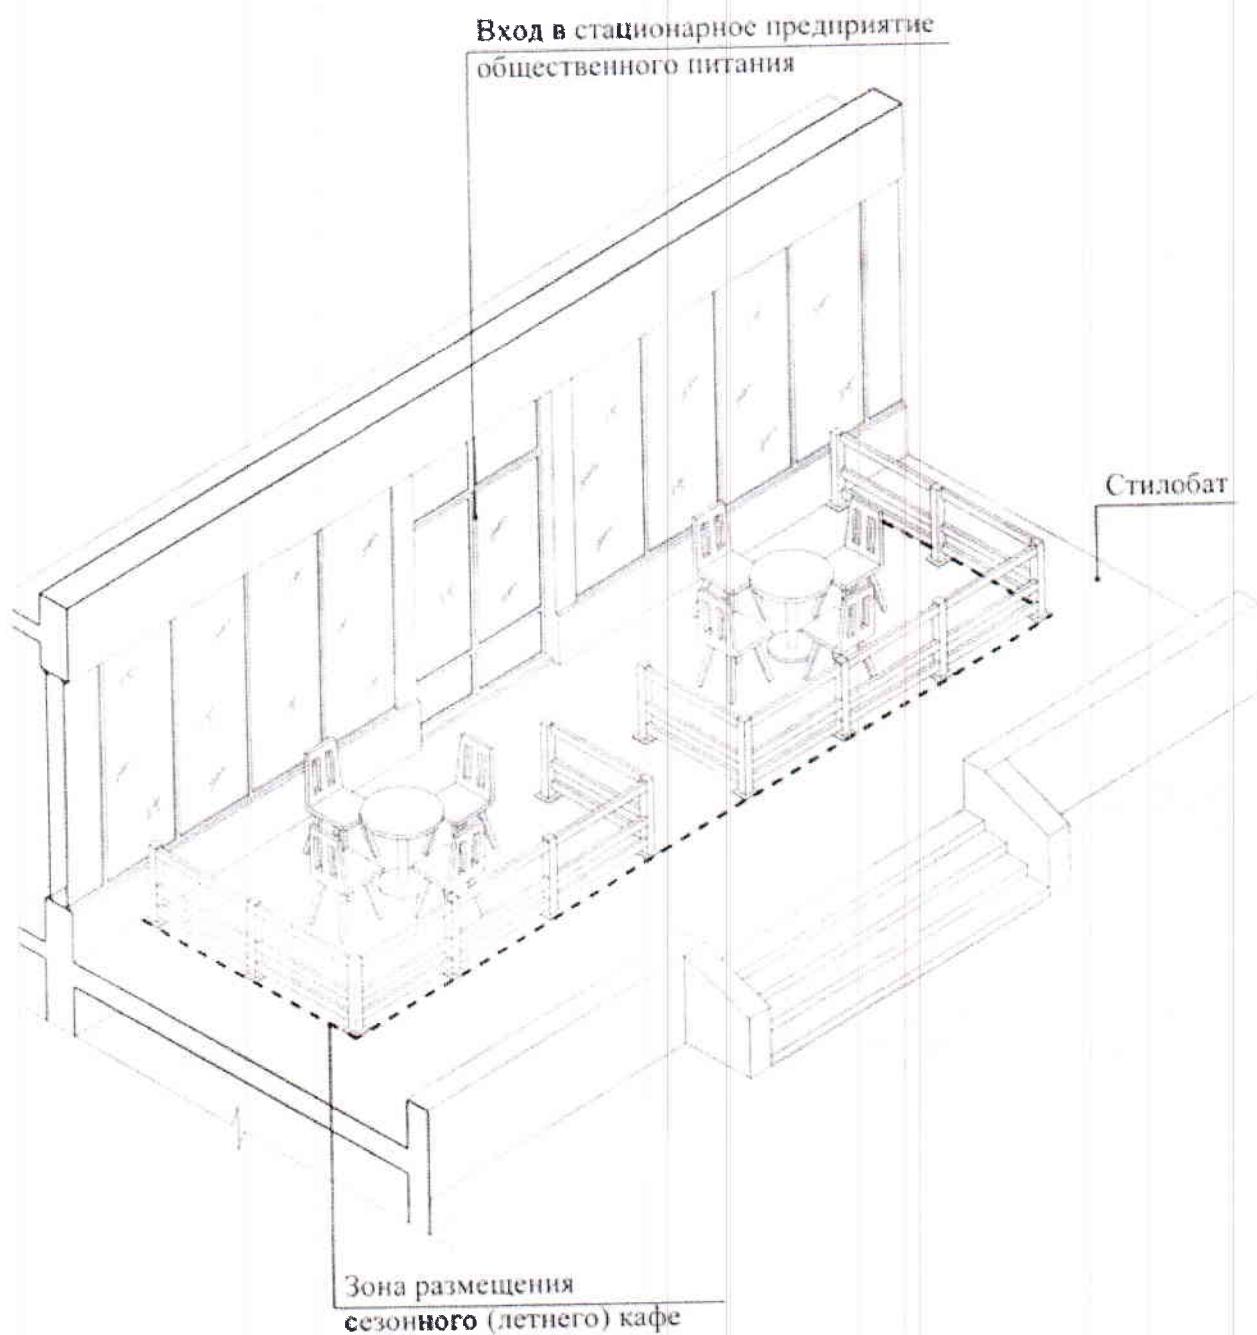 Вход в стационарное предприятие
общественного питания
Стилобат
Зона размещения
сезонного (летнего) кафе